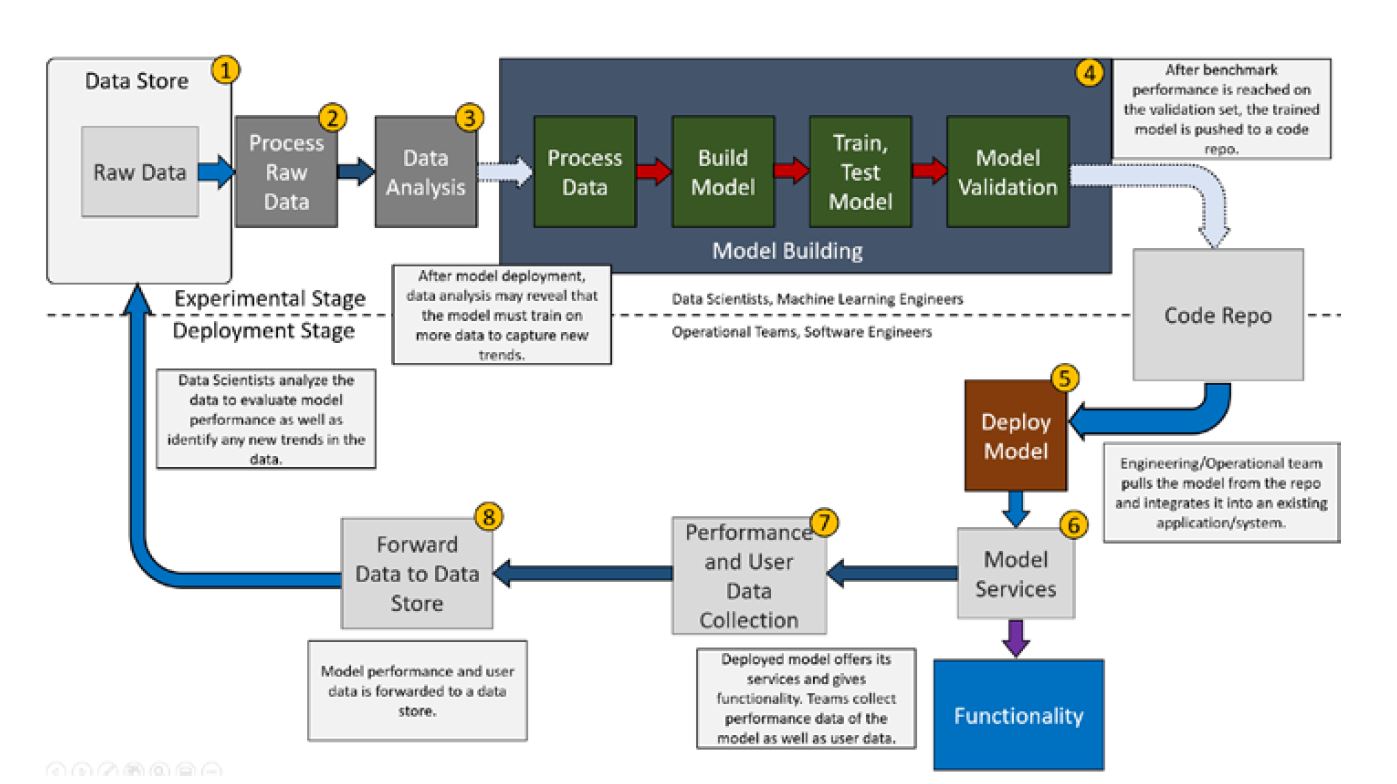 Data Store
1
Raw Data
2
Process
Raw
Data
3
Data
Analysis
4
Process
Data
Build
Model
Train,
Test
Model
Model
Validation
Model Building
After benchmark
performance is reached on
the validation set, the trained
model is pushed to a code
repo.
After model deployment,
data analysis may reveal that
the model must train on
more data to capture new
trends.
Experimental Stage
Deployment Stage
Data Scientists, Machine Learning Engineers
Operational Teams, Software Engineers
Code Repo
Data Scientists analyze the
data to evaluate model
performance as well as
identify any new trends in the
data.
5
Deploy
Model
Engineering/Operational team
pulls the model from the repo
and integrates it into an existing
application/system.
6
Model
Services
7
Performance
and User
Data
Collection
8
Forward
Data to Data
Store
Model performance and user
data is forwarded to a data
store.
Deployed model offers its
services and gives
functionality. Teams collect
performance data of the
model as well as user data.
Functionality